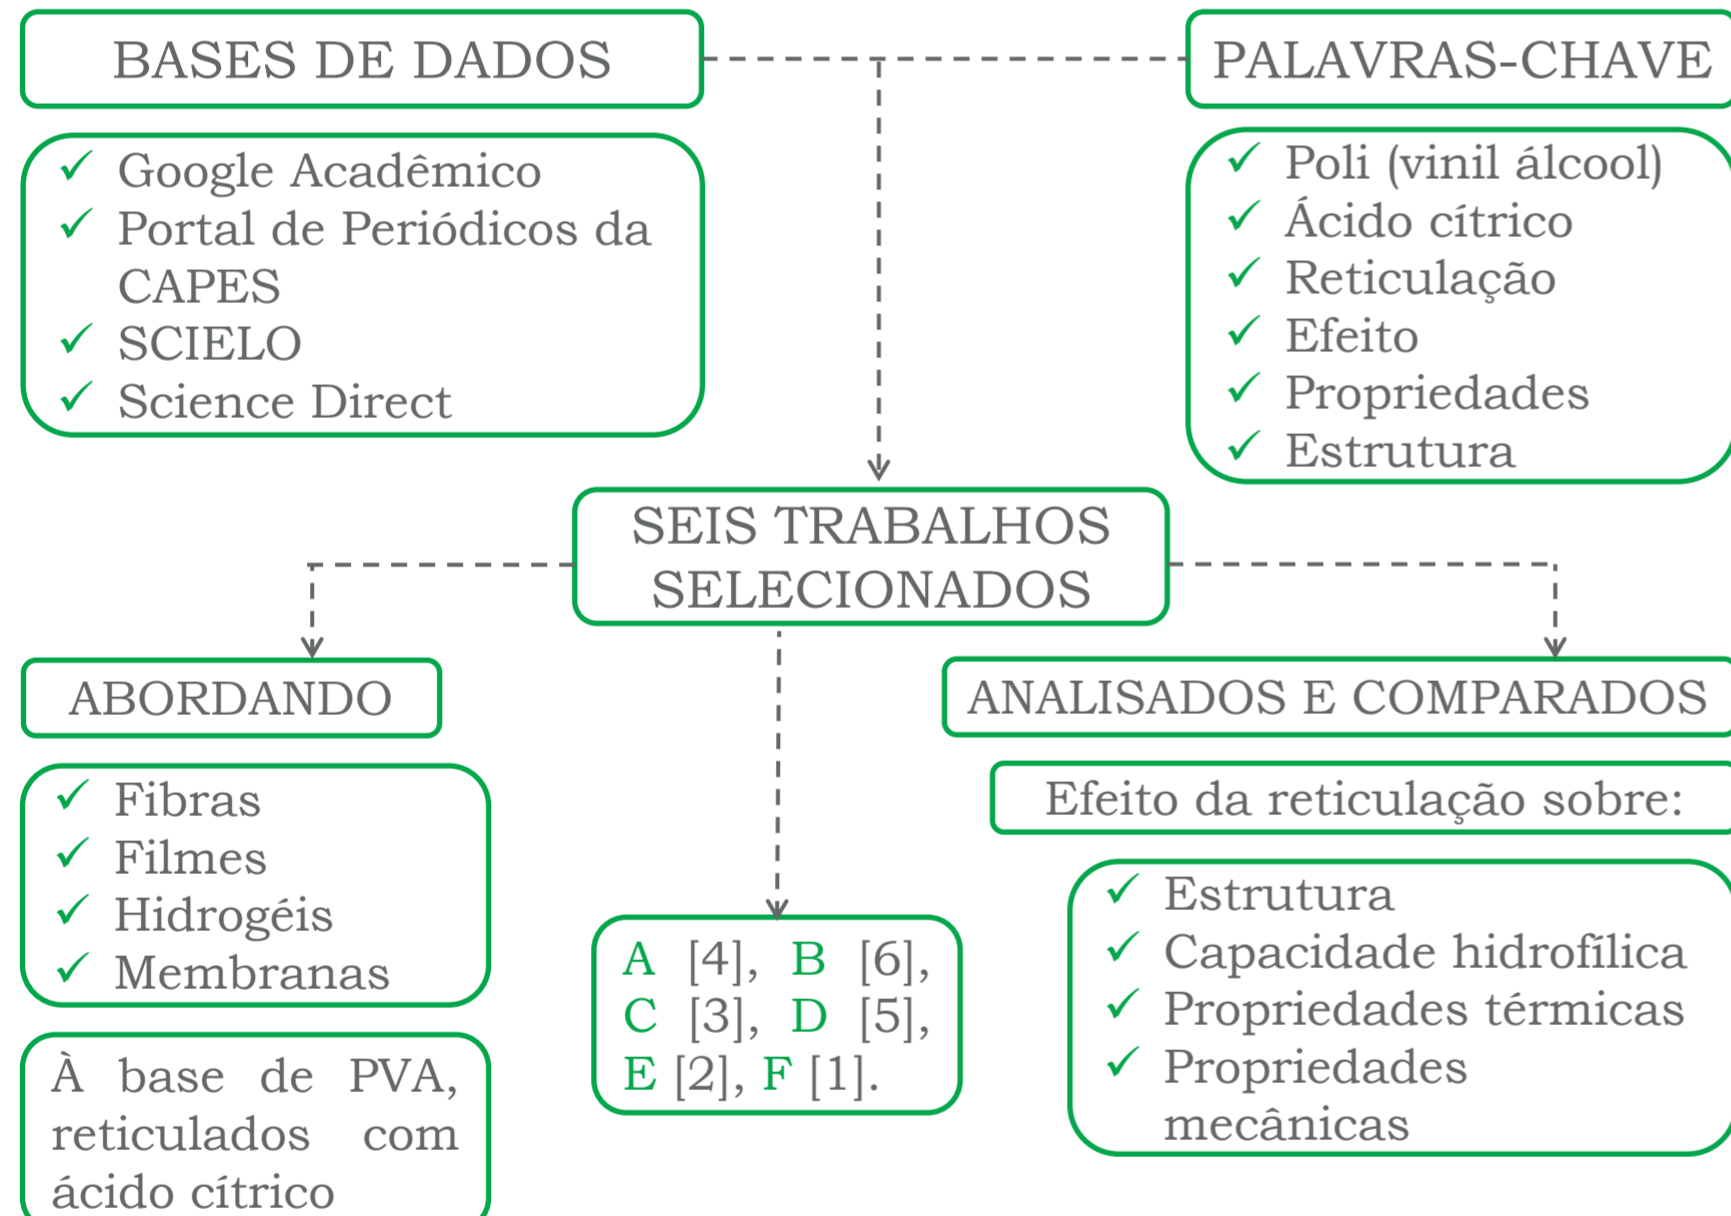 BASES DE DADOS
Google Acadêmico
Portal de Periódicos da
CAPES
SCIELO
Science Direct
PALAVRAS-CHAVE
Poli (vinil álcool)
Ácido cítrico
Reticulação
Efeito
Propriedades
Estrutura
SEIS TRABALHOS
SELECIONADOS
ABORDANDO
Fibras
Filmes
Hidrogéis
Membranas
À base de PVA,
reticulados com
ácido cítrico
A [4], B [6],
C [3], D [5],
E [2], F [1].
ANALISADOS E COMPARADOS
Efeito da reticulação sobre:
Estrutura
Capacidade hidrofílica
Propriedades térmicas
Propriedades
mecânicas